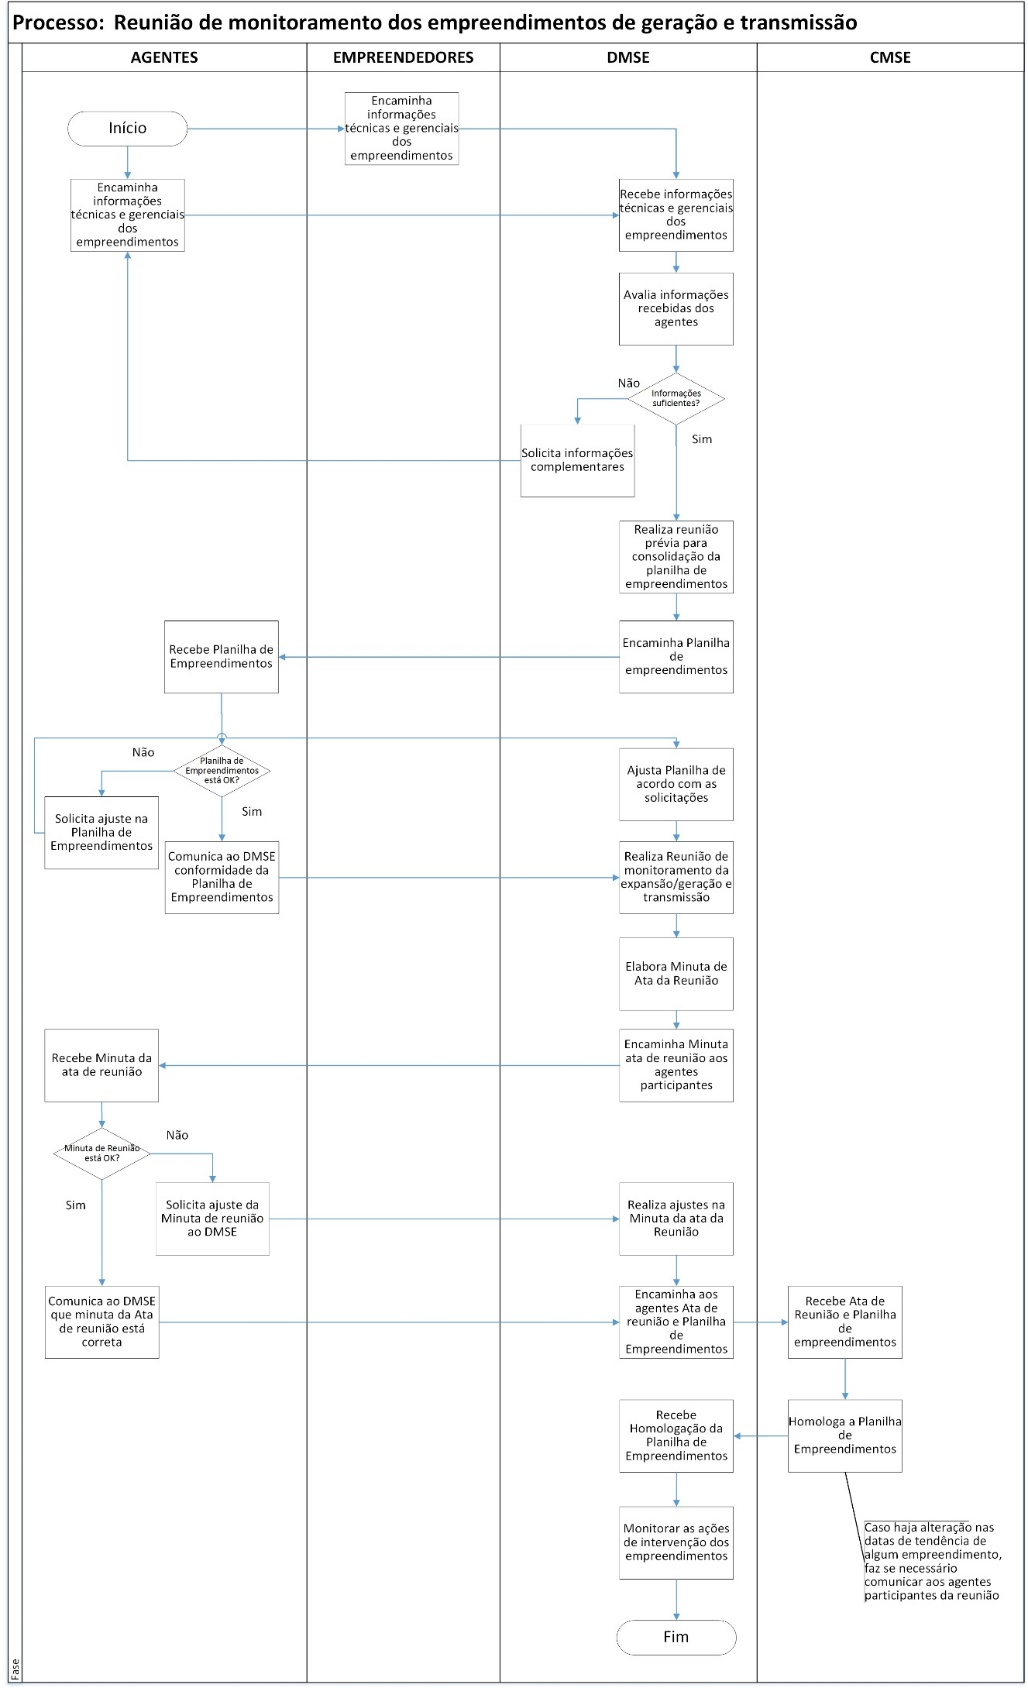 Processo: Reunião de monitoramento dos empreendimentos de geração e transmissão
AGENTES
EMPREENDEDORES
DMSE
CMSE
Início
Encaminha
informações
técnicas e gerenciais
dos
empreendimentos
Encaminha
informações
técnicas e gerenciais
dos
empreendimentos
Recebe informações
técnicas e gerenciais
dos
empreendimentos
Avalia informações
recebidas dos
agentes
Não
Informações
suficientes?
Sim
Solicita informações
complementares
Realiza reunião
prévia para
consolidação da
planilha de
empreendimentos
Recebe Planilha de
Empreendimentos
Encaminha Planilha
de
empreendimentos
Não
Planilha de
Empreendimentos
está OK?
Sim
Ajusta Planilha de
acordo com as
solicitações
Solicita ajuste na
Planilha de
Empreendimentos
Comunica ao DMSE
conformidade da
Planilha de
Empreendimentos
Realiza Reunião de
monitoramento da
expansão/geração e
transmissão
Elabora Minuta de
Ata da Reunião
Recebe Minuta da
ata de reunião
Encaminha Minuta
ata de reunião aos
agentes
participantes
Não
Minuta de Reunião
está OK?
Sim
Solicita ajuste da
Minuta de reunião
ao DMSE
Realiza ajustes na
Minuta da ata da
Reunião
Comunica ao DMSE
que minuta da Ata
de reunião está
correta
Encaminha aos
agentes Ata de
reunião e Planilha
de
Empreendimentos
Recebe Ata de
Reunião e Planilha
de
empreendimentos
Recebe
Homologação da
Planilha de
Empreendimentos
Homologa a Planilha
de
Empreendimentos
Monitorar as ações
de intervenção dos
empreendimentos
Caso haja alteração nas
datas de tendência de
algum empreendimento,
faz se necessário
comunicar aos agentes
participantes da reunião
Fim
Fase